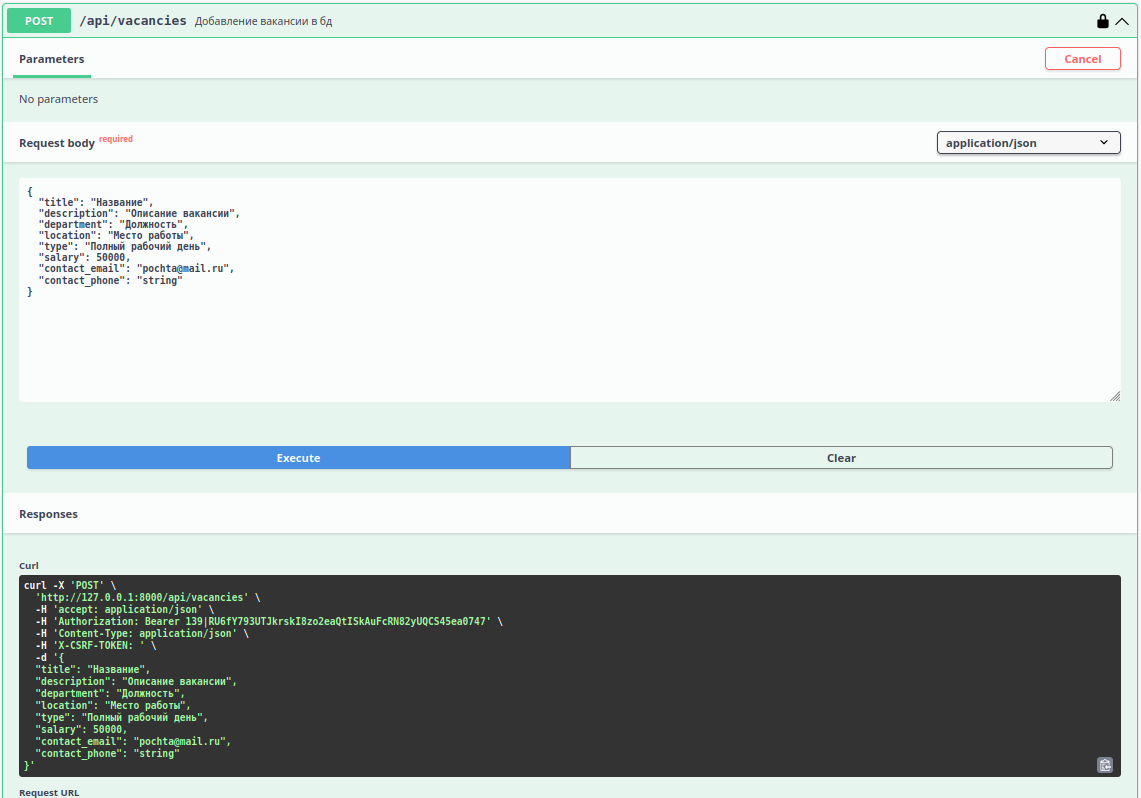 POST /api/vacancies Добавление вакансии в бд
Parameters
Cancel
No parameters
Request body required
application/json
{
"title": "Название",
"description": "Описание вакансии",
"department": "Должность",
"location": "Место работы",
"type": "Полный рабочий день",
"salary": 50000,
"contact_email": "pochta@mail.ru",
"contact_phone": "string"
}
Execute
Clear
Responses
Curl
curl -X 'POST' \
'http://127.0.0.1:8000/api/vacancies' \
-H 'accept: application/json' \
-H 'Authorization: Bearer 139|RU6fY793UTJkrskI8zo2eaQtISkAuFcRN82yUQCS45ea0747' \
-H 'Content-Type: application/json' \
-H 'X-CSRF-TOKEN: ' \
-d '{
"title": "Название",
"description": "Описание вакансии",
"department": "Должность",
"location": "Место работы",
"type": "Полный рабочий день",
"salary": 50000,
"contact_email": "pochta@mail.ru",
"contact_phone": "string"
}'
Request URL